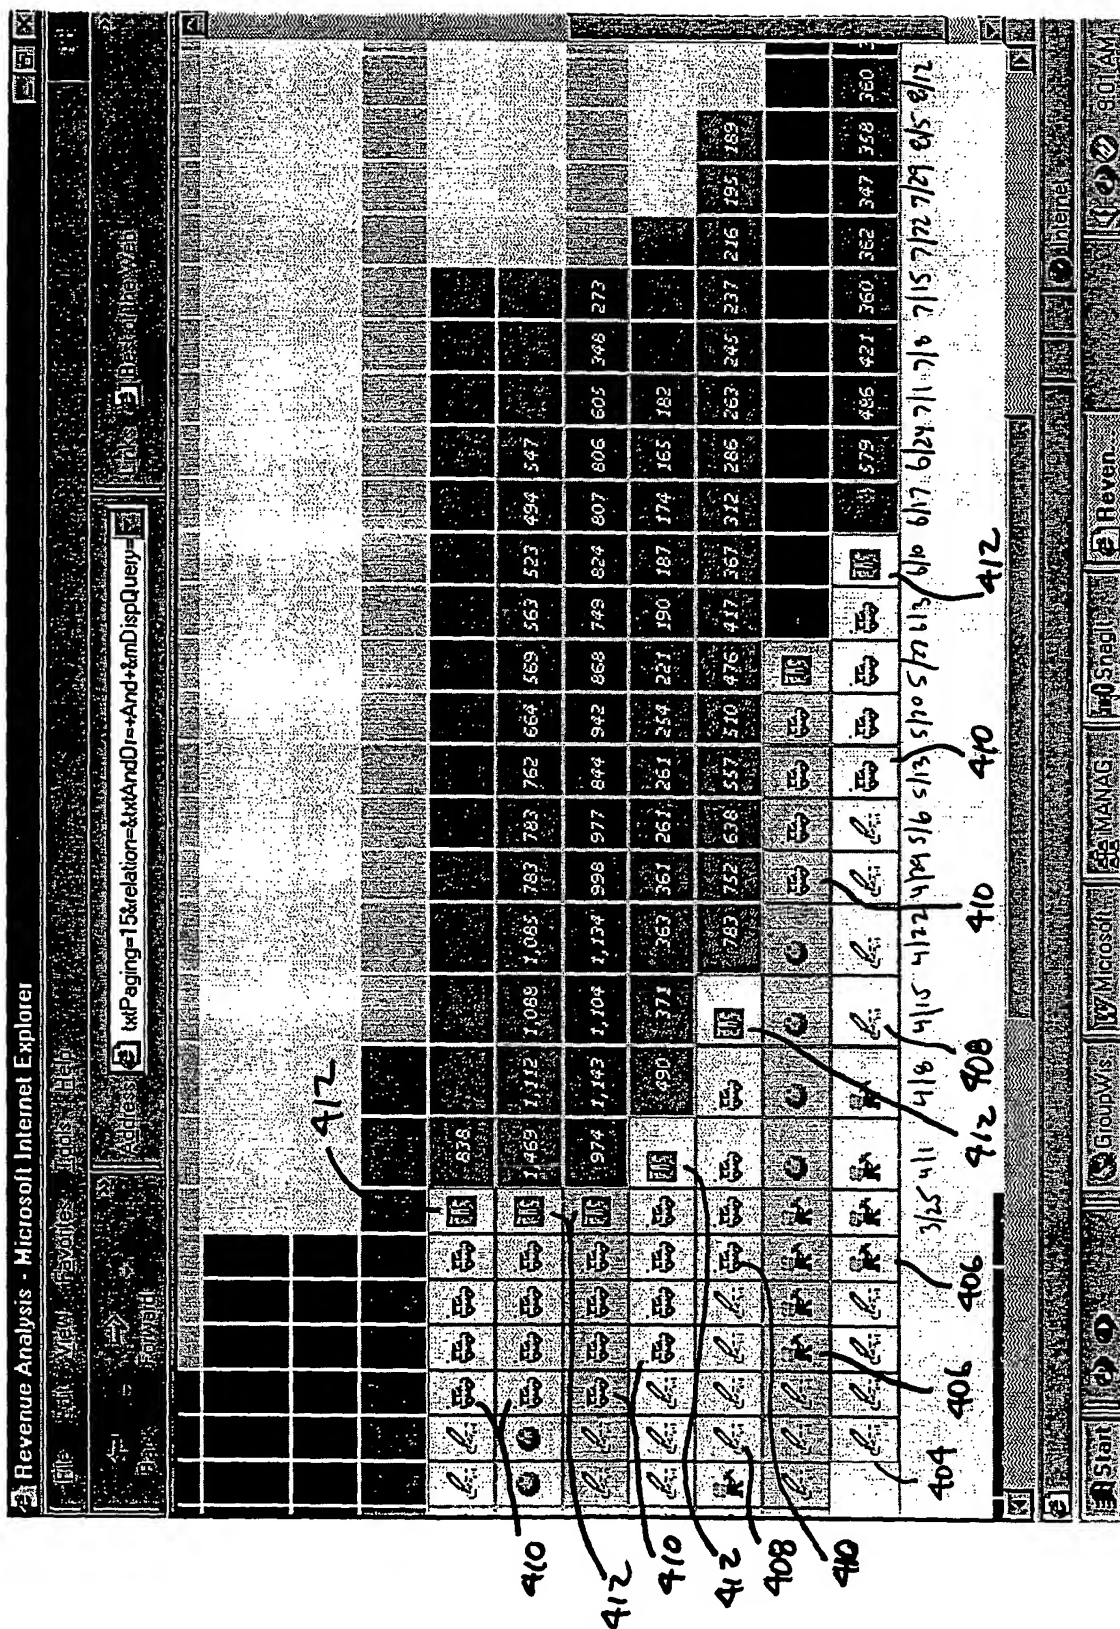 Revenue Analysis - Microsoft Internet Explorer
File Edit View Favorites Tools Help
Back Forward Address txtPaging=15&relation=&txtAndOr=+And+&mDispQuery= Links Best of the Web
412
838
1,469 1,112 1,088 1,085 783 783 762 664 569 563 523 494 547
974 1,143 1,104 1,134 998 977 844 942 868 749 824 807 806 605 348 273
490 371 363 361 261 261 254 221 190 187 174 165 182
783 752 638 557 510 476 417 367 312 286 263 245 237 216 195 189
579 486 421 360 362 347 338 360
3/25 4/1 4/8 4/15 4/22 4/29 5/6 5/13 5/20 5/27 6/3 6/10 6/17 6/24 7/1 7/8 7/15 7/22 7/29 8/5 8/12
404 406 406 412 408 410 410 412
410
412
410
412
408
410
Internet
Start GroupWis Microsoft MANAG SnagIt Reven 9:01 AM